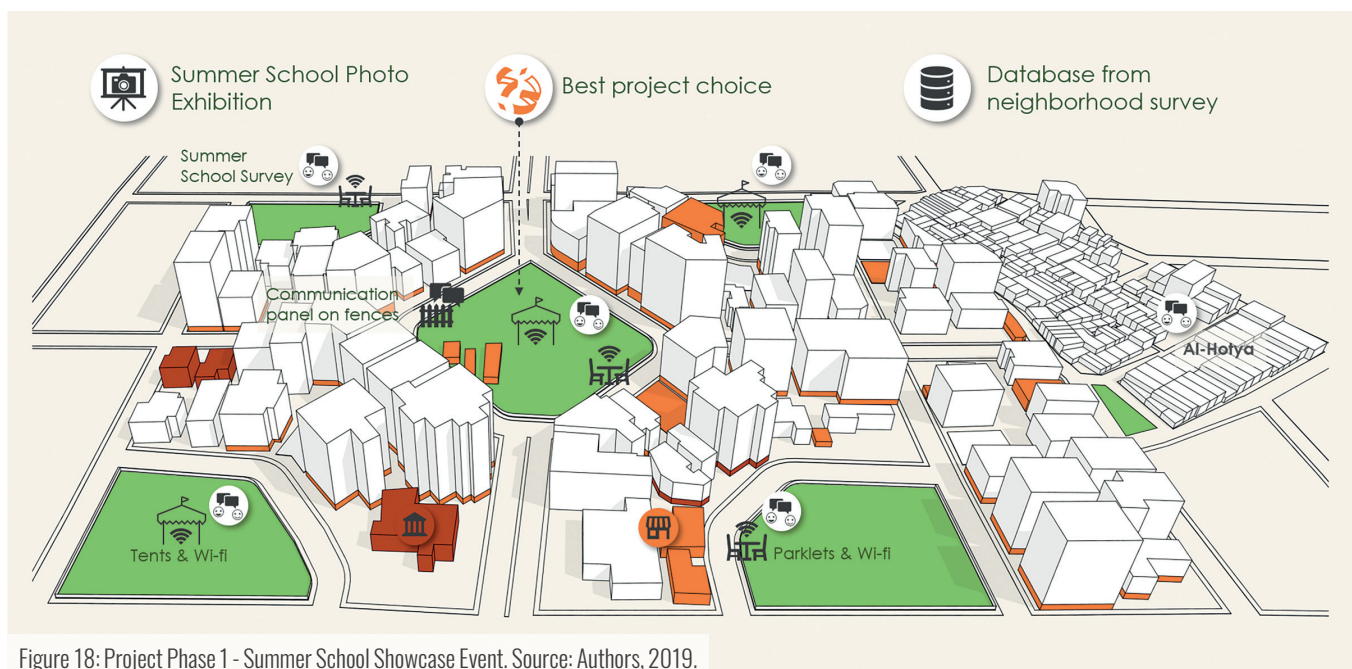 Summer School Photo
Exhibition
Best project choice
Database from
neighborhood survey
Summer
School Survey
Communication
panel on fences
Al-Hotya
Tents & Wi-fi
Parklets & Wi-fi
Figure 18: Project Phase 1 - Summer School Showcase Event. Source: Authors, 2019.